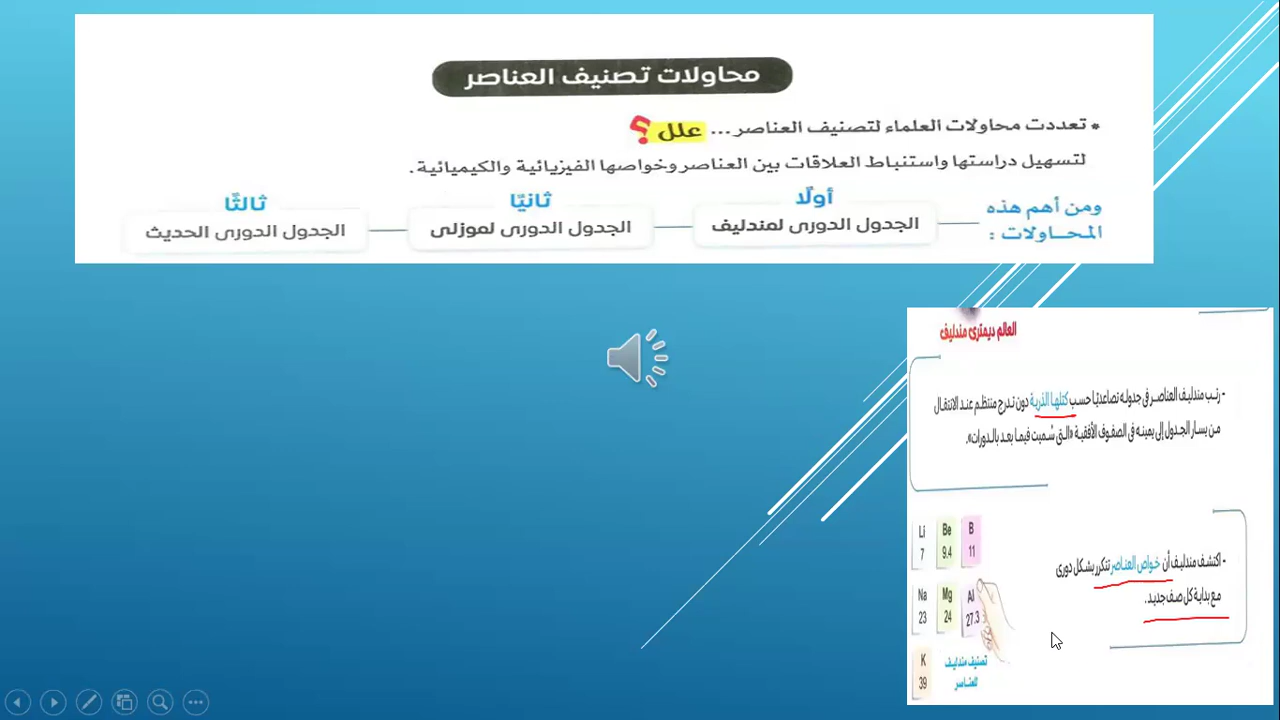 محاولات تصنيف العناصر
* تعددت محاولات العلماء لتصنيف العناصر ... علل ؟
لتسهيل دراستها واستنباط العلاقات بين العناصر وخواصها الفيزيائية والكيميائية .
ومن أهم هذه
المحاولات :
أولًا
الجدول الدورى لمندليف
ثانيًا
الجدول الدورى لموزلى
ثالثًا
الجدول الدورى الحديث
العالم ديمترى مندليف
- رتب مندليف العناصر فى جدوله تصاعديًا حسب كتلها الذرية دون تدرج منتظم عند الانتقال
من يسار الجدول إلى يمينه فى الصفوف الأفقية «التى سُميت فيما بعد بالدورات».
- اكتشف مندليف أن خواص العناصر تتكرر بشكل دورى
مع بداية كل صف جديد .
Li Be B
7 9.4 11
Na Mg Al
23 24 27.3
K
39
تصنيف مندليف
للعناصر